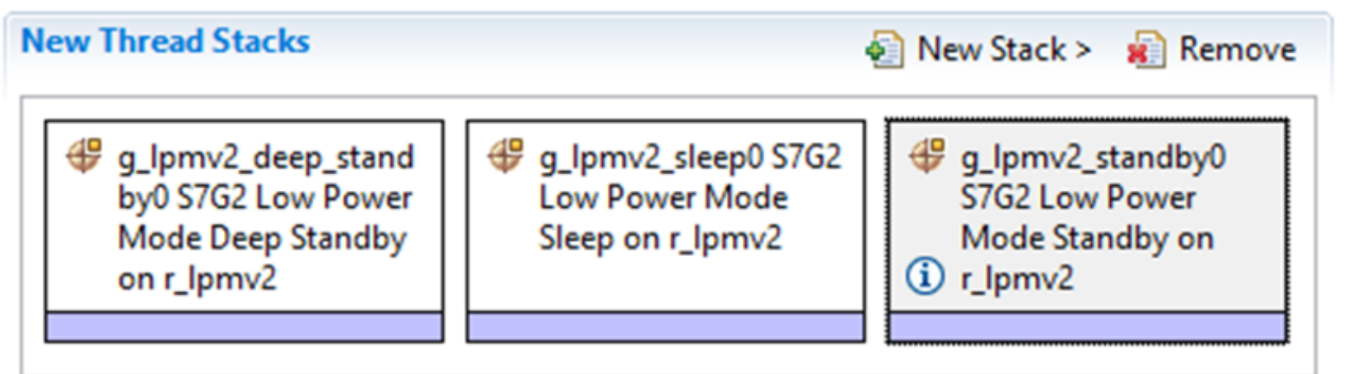 New Thread Stacks
New Stack >
Remove
g_lpmv2_deep_stand
by0 S7G2 Low Power
Mode Deep Standby
on r_lpmv2
g_lpmv2_sleep0 S7G2
Low Power Mode
Sleep on r_lpmv2
g_lpmv2_standby0
S7G2 Low Power
Mode Standby on
r_lpmv2